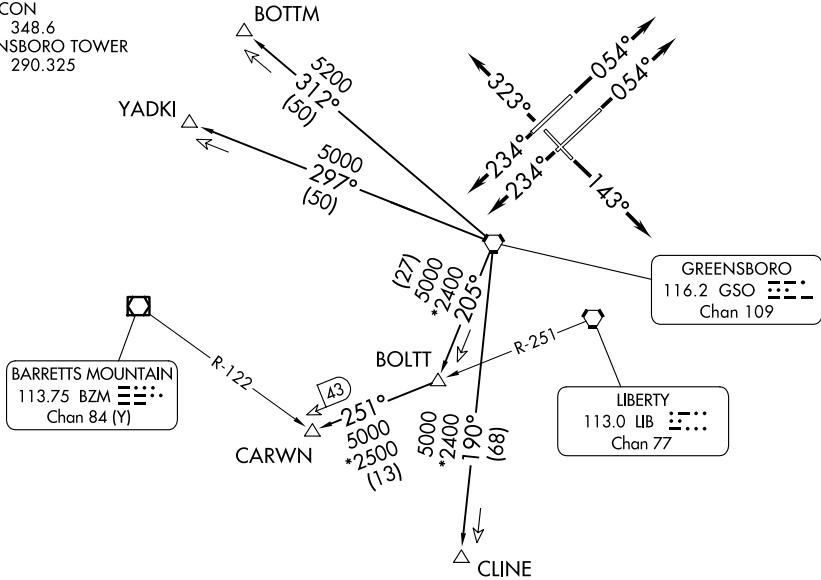 CON
348.6
NSBORO TOWER
290.325
BOTTM
5200
312°
(50)
YADKI
5000
297°
(50)
323°
054°
054°
234°
234°
143°
GREENSBORO
116.2 GSO
Chan 109
(27)
5000
*2400
205°
BOLTT
R-251
LIBERTY
113.0 LIB
Chan 77
BARRETTS MOUNTAIN
113.75 BZM
Chan 84 (Y)
R-122
43
251°
5000
*2500
(13)
CARWN
5000
*2400
190°
(68)
CLINE